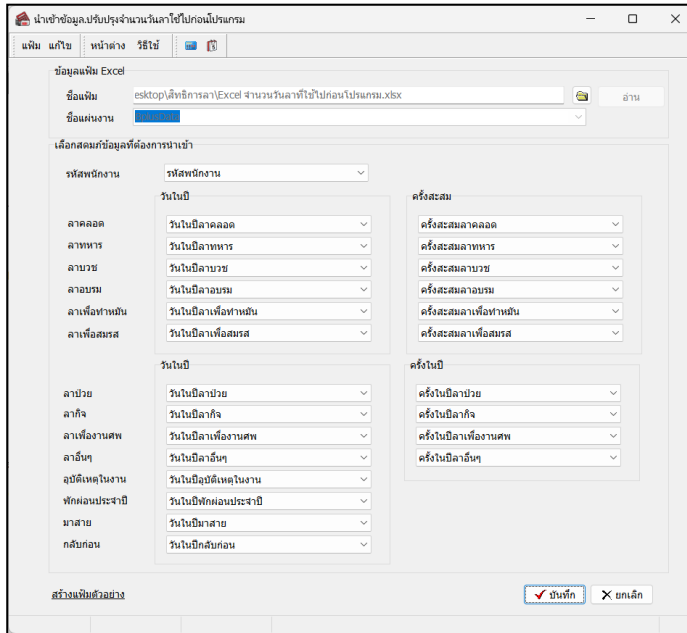 นำเข้าข้อมูล.ปรับปรุงจำนวนวันลาใช้ไปก่อนโปรแกรม
แฟ้ม แก้ไข หน้าต่าง วิธีใช้
ข้อมูลแฟ้ม Excel
ชื่อแฟ้ม esktop\สิทธิการลา\Excel จำนวนวันลาที่ใช้ไปก่อนโปรแกรม.xlsx อ่าน
ชื่อแผ่นงาน
เลือกสดมภ์ข้อมูลที่ต้องการนำเข้า
รหัสพนักงาน รหัสพนักงาน
วันในปี ครั้งสะสม
ลาคลอด วันในปีลาคลอด ครั้งสะสมลาคลอด
ลาทหาร วันในปีลาทหาร ครั้งสะสมลาทหาร
ลาบวช วันในปีลาบวช ครั้งสะสมลาบวช
ลาอบรม วันในปีลาอบรม ครั้งสะสมลาอบรม
ลาเพื่อทำหมัน วันในปีลาเพื่อทำหมัน ครั้งสะสมลาเพื่อทำหมัน
ลาเพื่อสมรส วันในปีลาเพื่อสมรส ครั้งสะสมลาเพื่อสมรส
วันในปี ครั้งในปี
ลาป่วย วันในปีลาป่วย ครั้งในปีลาป่วย
ลากิจ วันในปีลากิจ ครั้งในปีลากิจ
ลาเพื่องานศพ วันในปีลาเพื่องานศพ ครั้งในปีลาเพื่องานศพ
ลาอื่นๆ วันในปีลาอื่นๆ ครั้งในปีลาอื่นๆ
อุบัติเหตุในงาน วันในปีอุบัติเหตุในงาน
พักผ่อนประจำปี วันในปีพักผ่อนประจำปี
มาสาย วันในปีมาสาย
กลับก่อน วันในปีกลับก่อน
สร้างแฟ้มตัวอย่าง บันทึก ยกเลิก